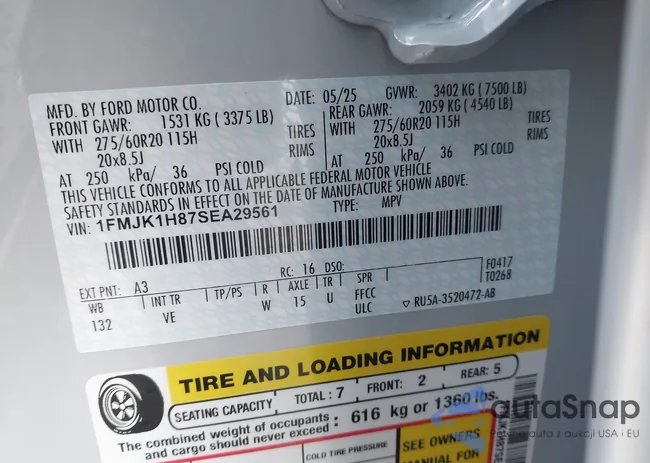 MFD. BY FORD MOTOR CO.
DATE: 05/25 GVWR: 3402 KG ( 7500 LB)
FRONT GAWR: 1531 KG ( 3375 LB) REAR GAWR: 2059 KG ( 4540 LB)
WITH 275/60R20 115H TIRES WITH 275/60R20 115H TIRES
20x8.5J RIMS 20x8.5J RIMS
AT 250 kPa/ 36 PSI COLD AT 250 kPa/ 36 PSI COLD
THIS VEHICLE CONFORMS TO ALL APPLICABLE FEDERAL MOTOR VEHICLE
SAFETY STANDARDS IN EFFECT ON THE DATE OF MANUFACTURE SHOWN ABOVE.
VIN: 1FMJK1H87SEA29561 TYPE: MPV
F0417
T0268
EXT PNT: A3 RC: 16 DSO:
WB INT TR TP/PS R AXLE TR SPR
132 VE W 15 U FFCC
ULC ▽ RU5A-3520472-AB
TIRE AND LOADING INFORMATION
SEATING CAPACITY TOTAL : 7 FRONT: 2 REAR: 5
The combined weight of occupants
and cargo should never exceed : 616 kg or 1360 lbs.
COLD TIRE PRESSURE
SEE OWNERS
MANUAL FOR
autaSnap
auta z aukcji USA i EU